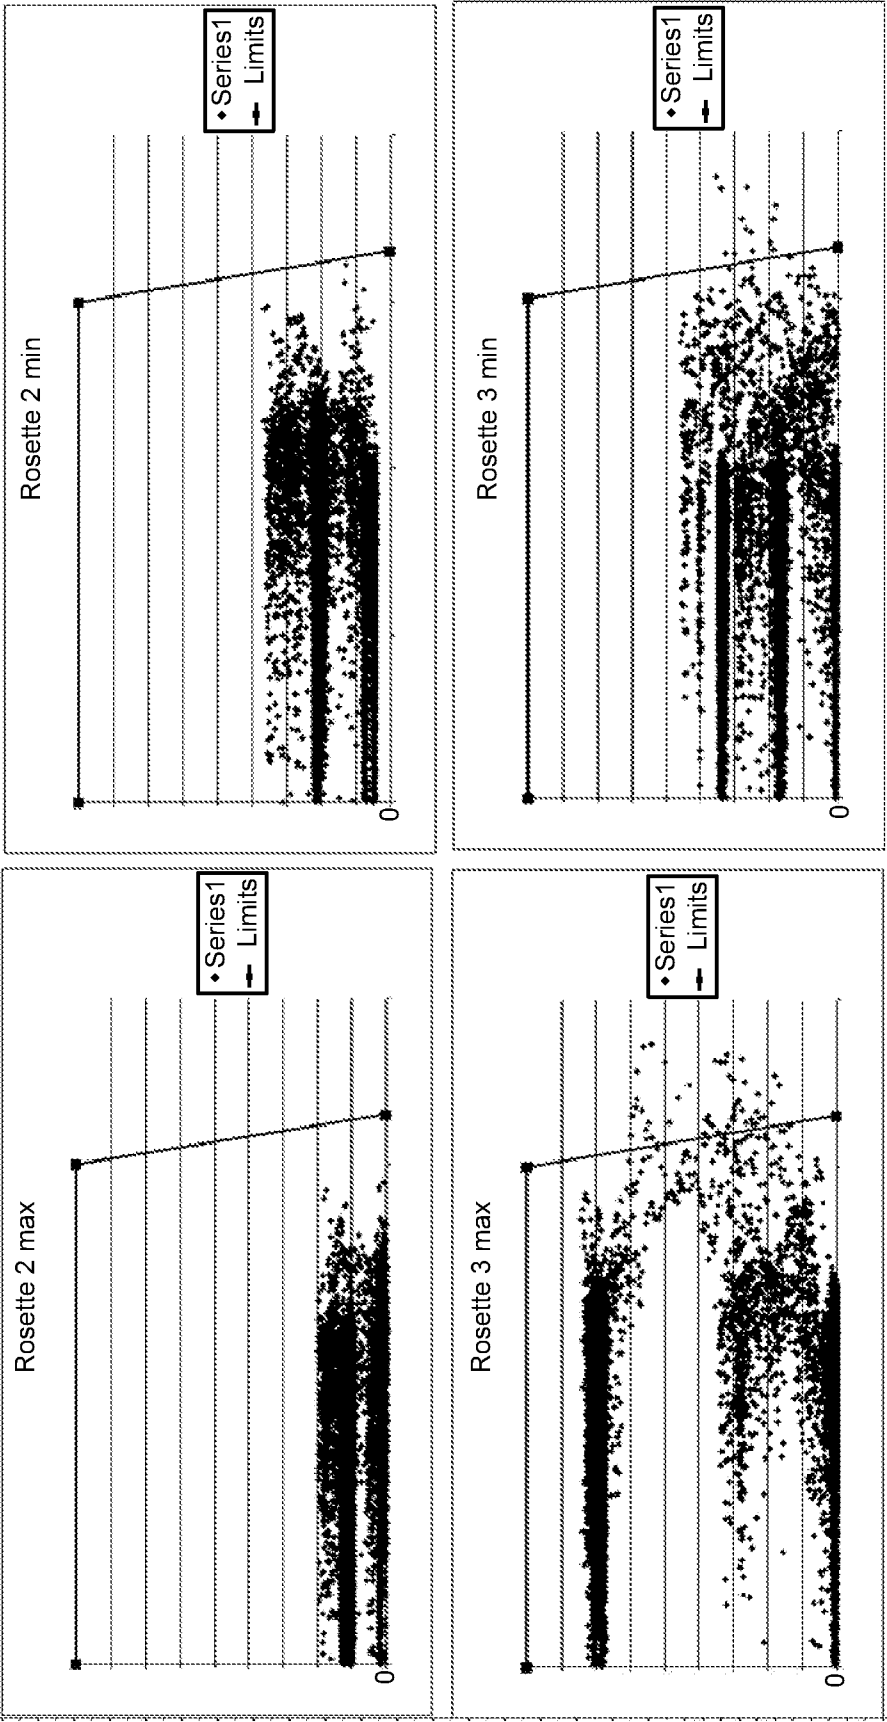 Rosette 2 max
Series1
Limits
0
Rosette 2 min
Series1
Limits
0
Rosette 3 max
Series1
Limits
0
Rosette 3 min
Series1
Limits
0